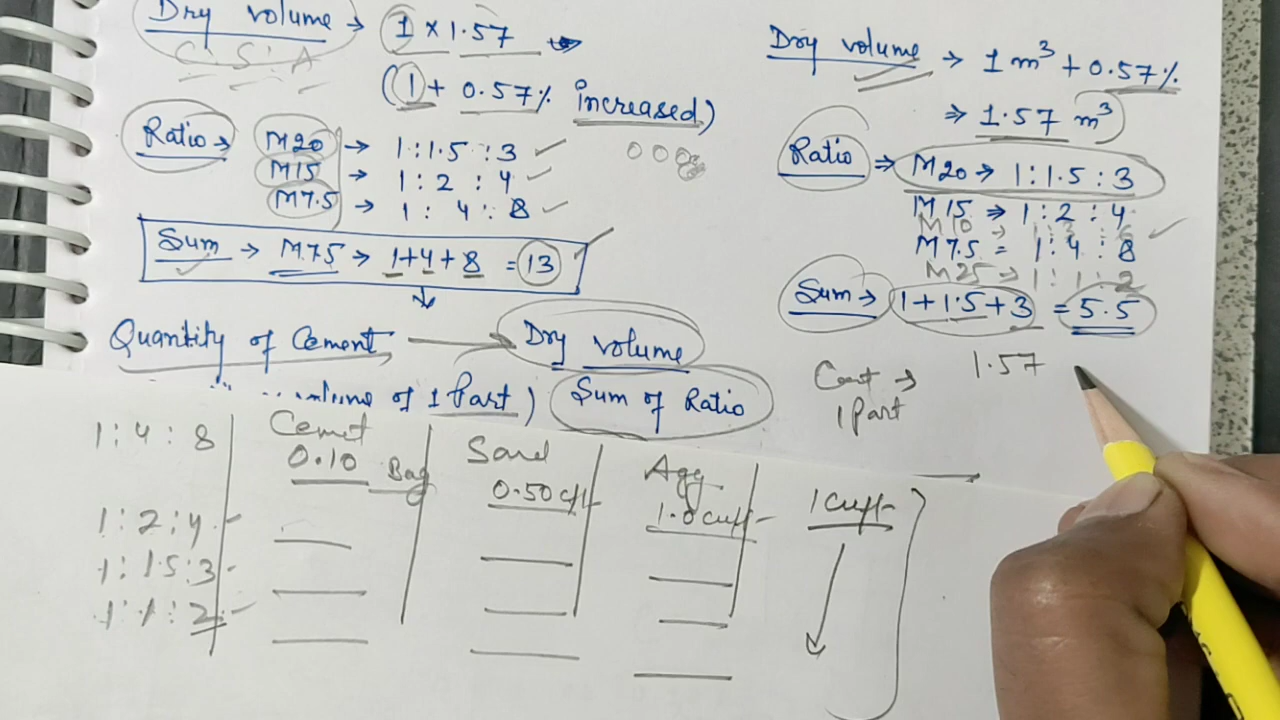 Dry volume → 1 × 1.57 →
C S A
(1 + 0.57% increased)
Ratio → M20 → 1 : 1.5 : 3
M15 → 1 : 2 : 4
M7.5 → 1 : 4 : 8
Sum → M7.5 → 1+4+8 = 13
Quantity of Cement → Dry volume
of 1 Part) Sum of Ratio
Dry volume → 1 m³ + 0.57%
⇒ 1.57 m³
Ratio ⇒ M20 → 1 : 1.5 : 3
M15 ⇒ 1 : 2 : 4
M10 →
M7.5 = 1 : 4 : 8
M25 → 1 : 1 : 2
Sum → 1+1.5+3 = 5.5
→ 1.57
1 Part
1 : 4 : 8 Cemet Sand Agg. 1 cuft
0.10 Bag 0.50 cft 1.0 cuft
1 : 2 : 4
1 : 1.5 : 3
1 : 1 : 2